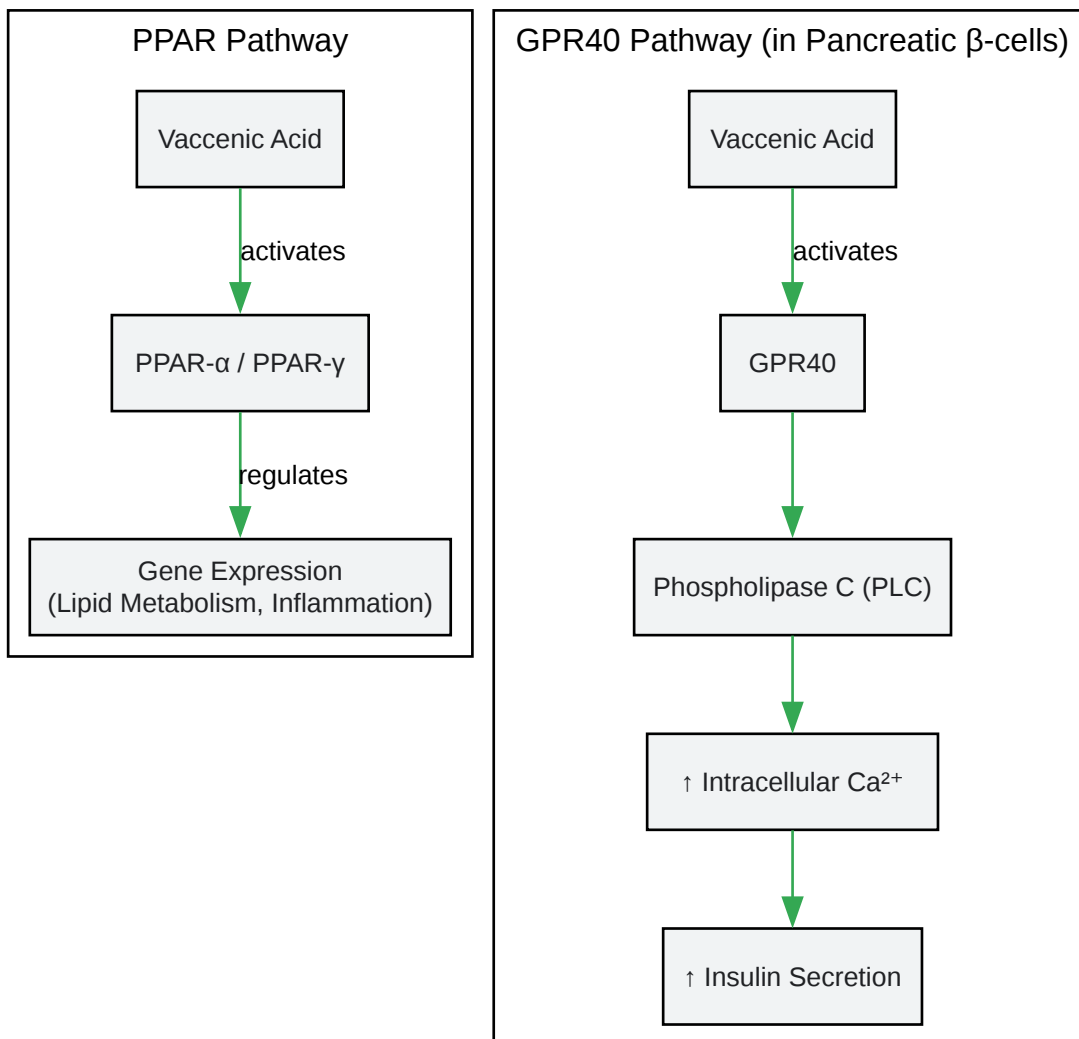 PPAR Pathway
Vaccenic Acid
activates
PPAR-α / PPAR-γ
regulates
Gene Expression
(Lipid Metabolism, Inflammation)
GPR40 Pathway (in Pancreatic β-cells)
Vaccenic Acid
activates
GPR40
Phospholipase C (PLC)
↑ Intracellular Ca²⁺
↑ Insulin Secretion